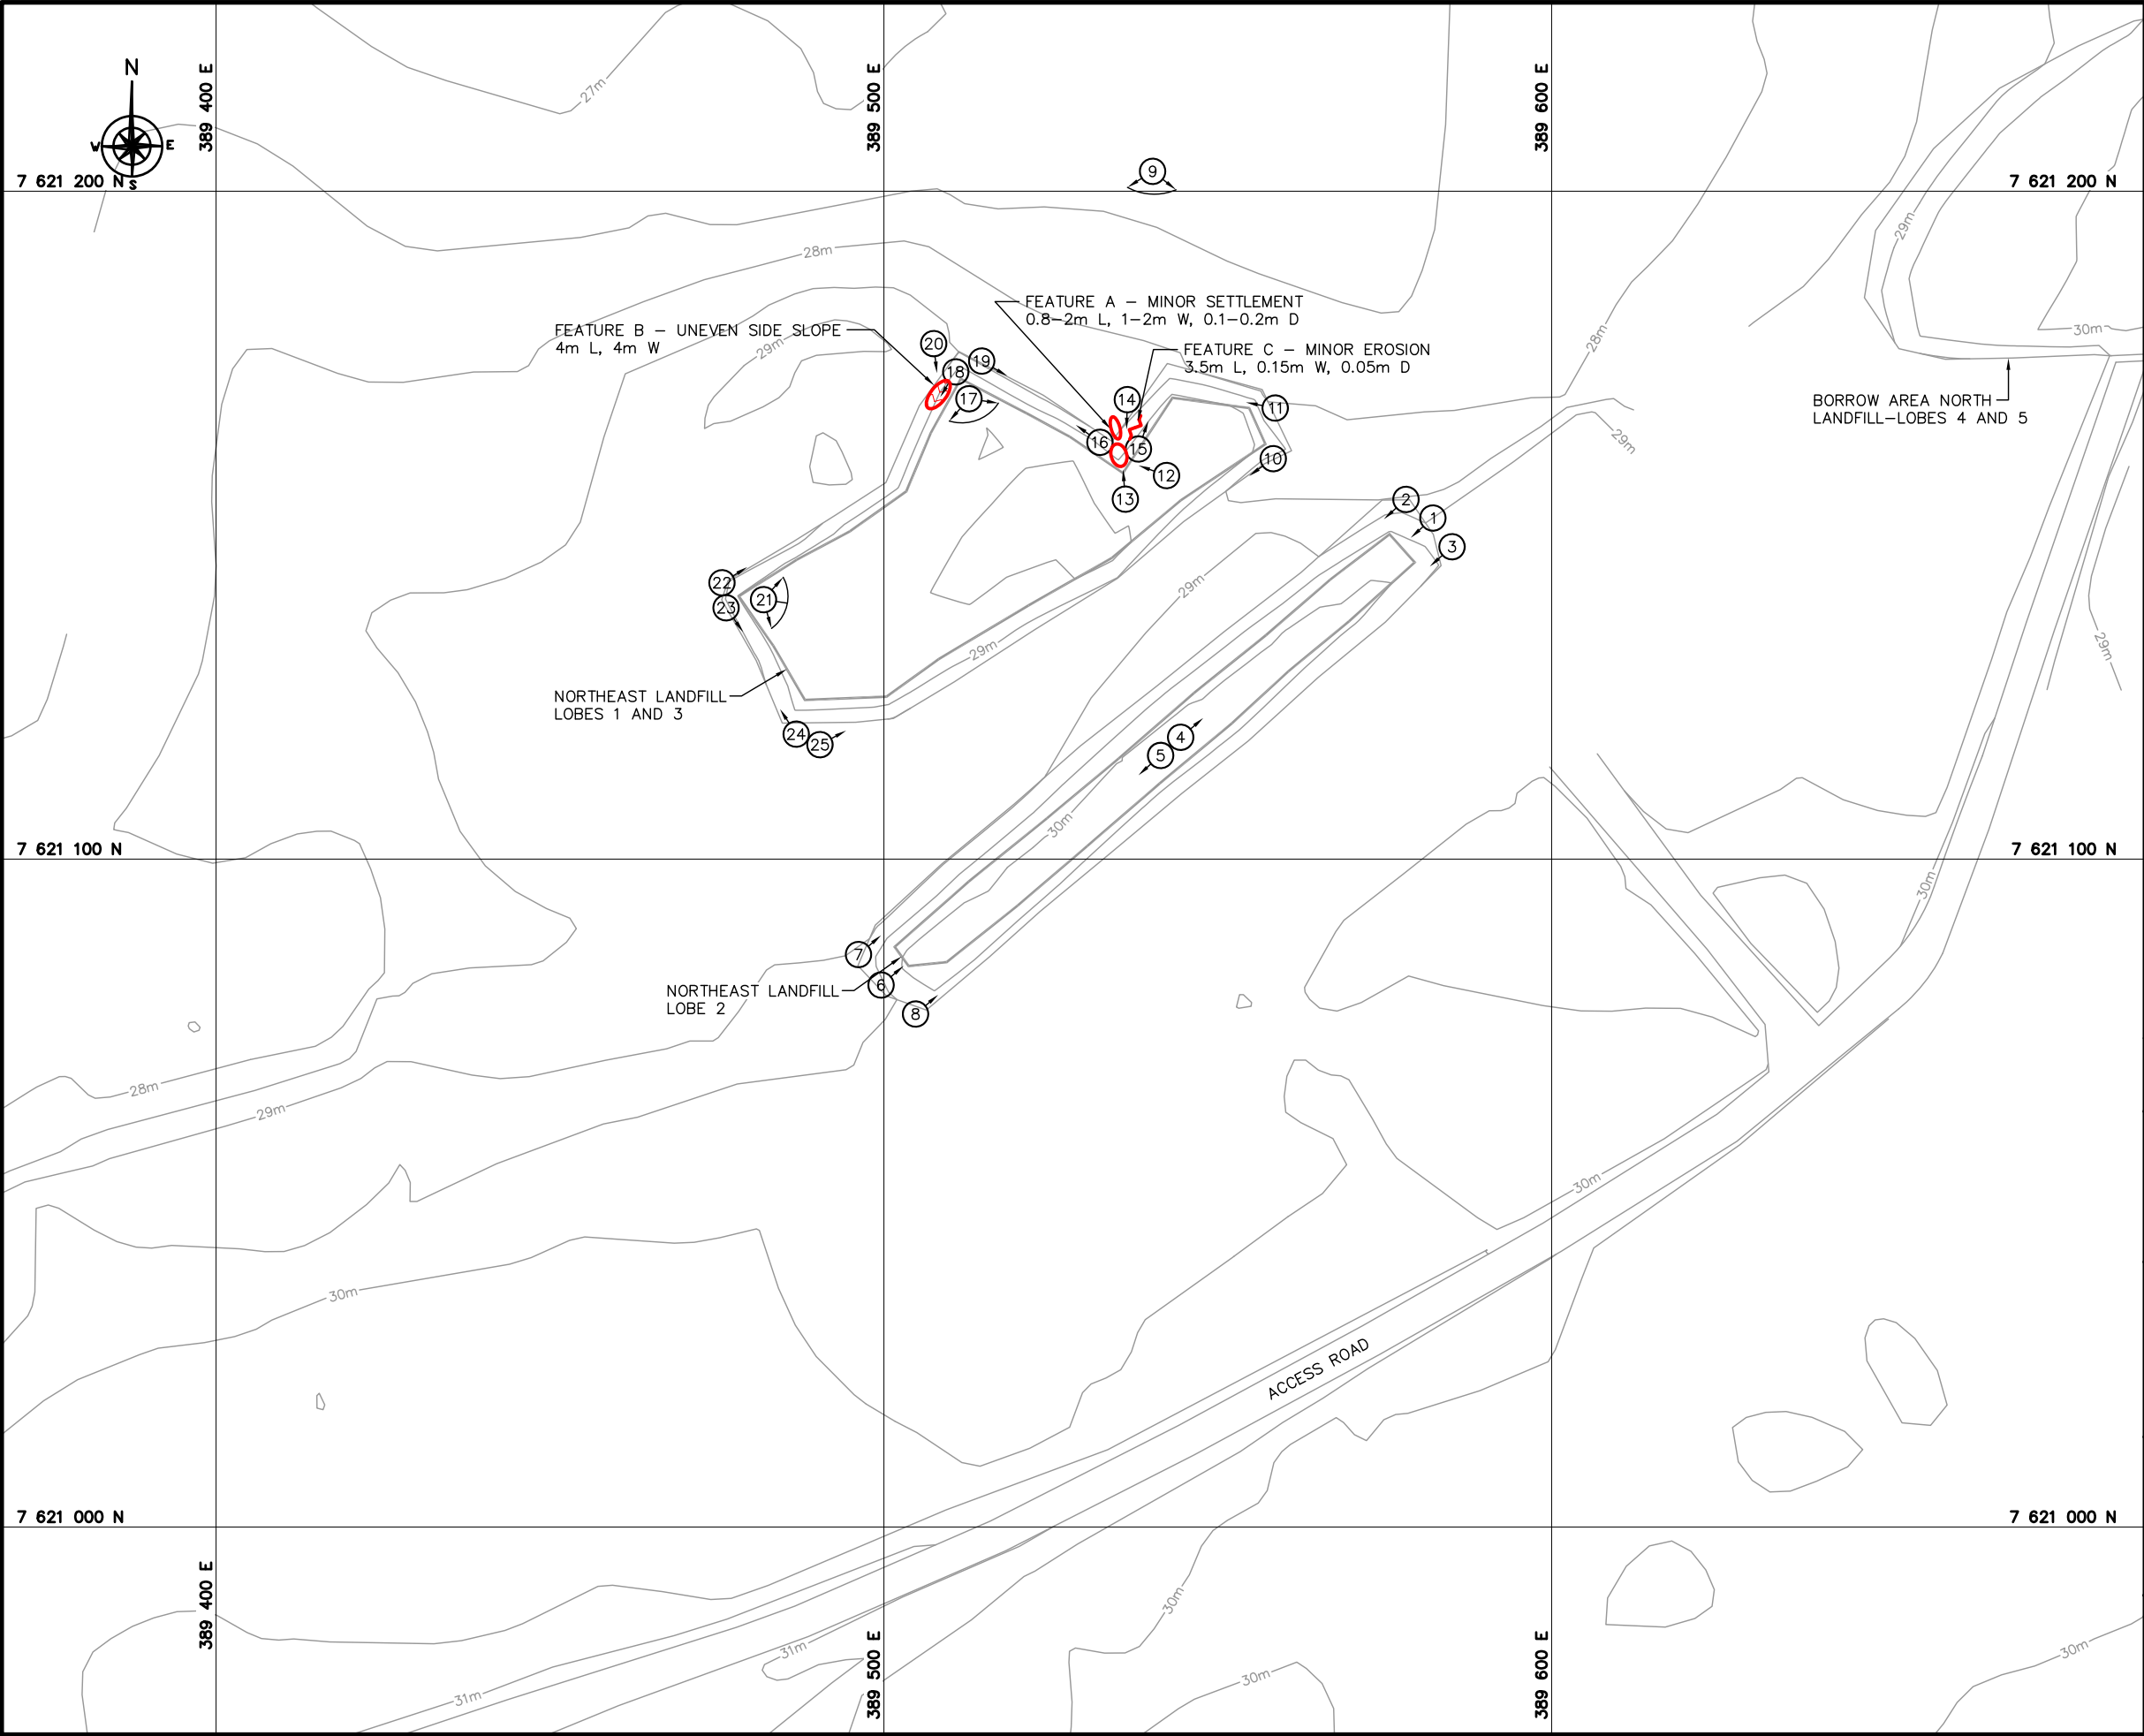 N
W
E
S
389 400 E
389 500 E
389 600 E
27m
9
7 621 200 N
7 621 200 N
28m
29m
FEATURE A – MINOR SETTLEMENT
0.8–2m L, 1–2m W, 0.1–0.2m D
FEATURE B – UNEVEN SIDE SLOPE
4m L, 4m W
29m
20
19
18
17
FEATURE C – MINOR EROSION
3.5m L, 0.15m W, 0.05m D
28m
30m
14
11
16
15
10
12
13
BORROW AREA NORTH
LANDFILL–LOBES 4 AND 5
29m
2
1
3
22
23
21
29m
29m
29m
NORTHEAST LANDFILL
LOBES 1 AND 3
24
25
4
5
30m
7 621 100 N
7 621 100 N
30m
7
6
8
NORTHEAST LANDFILL
LOBE 2
28m
29m
30m
30m
ACCESS ROAD
7 621 000 N
7 621 000 N
389 400 E
389 500 E
389 600 E
30m
31m
31m
30m
30m